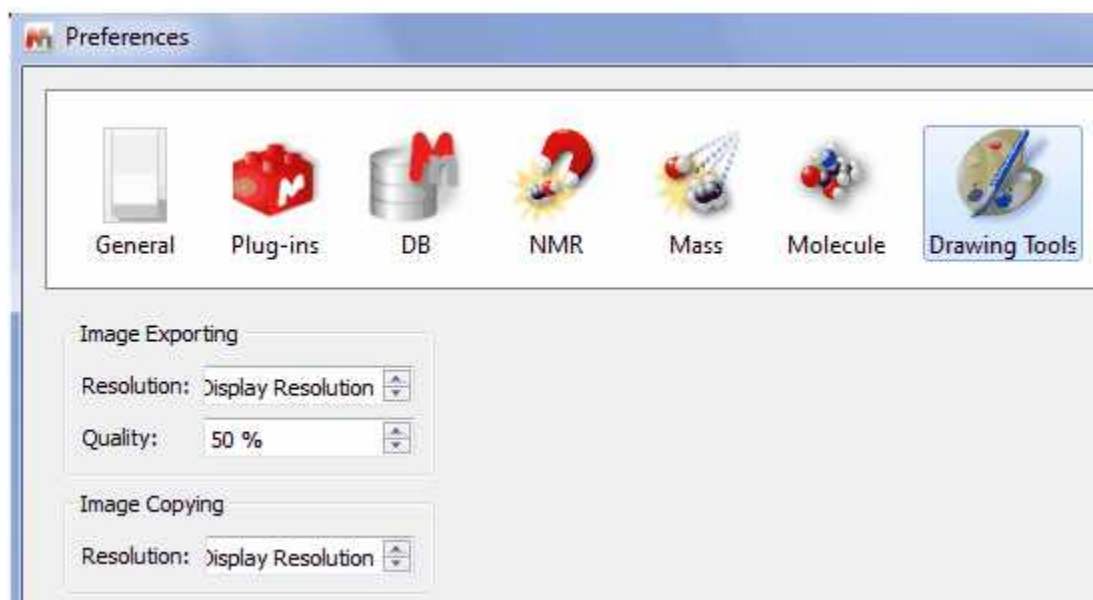 Preferences
General Plug-ins DB NMR Mass Molecule Drawing Tools
Image Exporting
Resolution: Display Resolution
Quality: 50 %
Image Copying
Resolution: Display Resolution